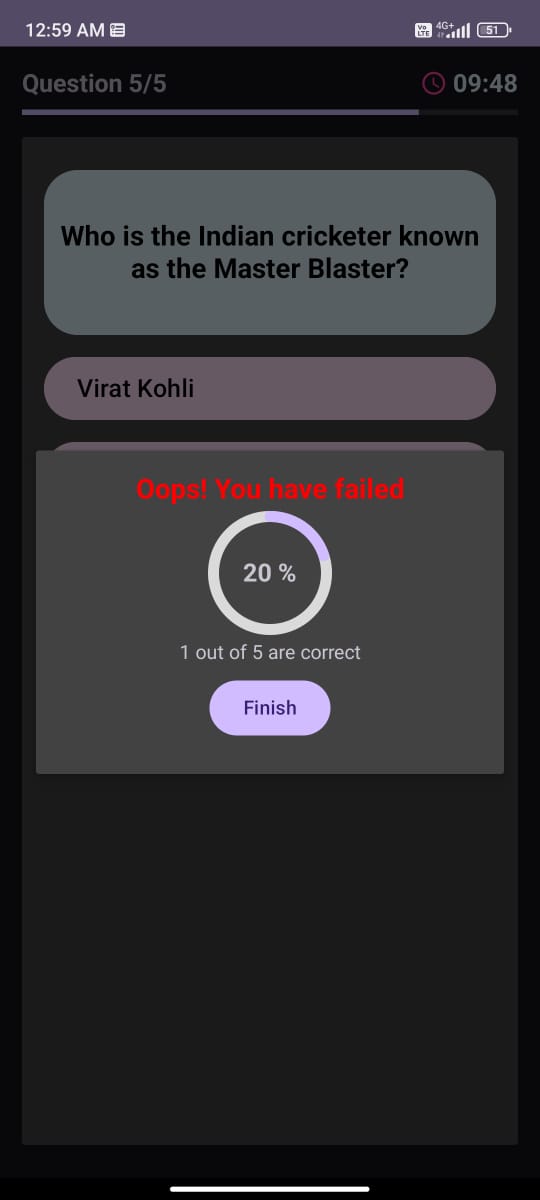 12:59 AM
Vo LTE 4G+ 51
Question 5/5
09:48
Who is the Indian cricketer known
as the Master Blaster?
Virat Kohli
Oops! You have failed
20 %
1 out of 5 are correct
Finish